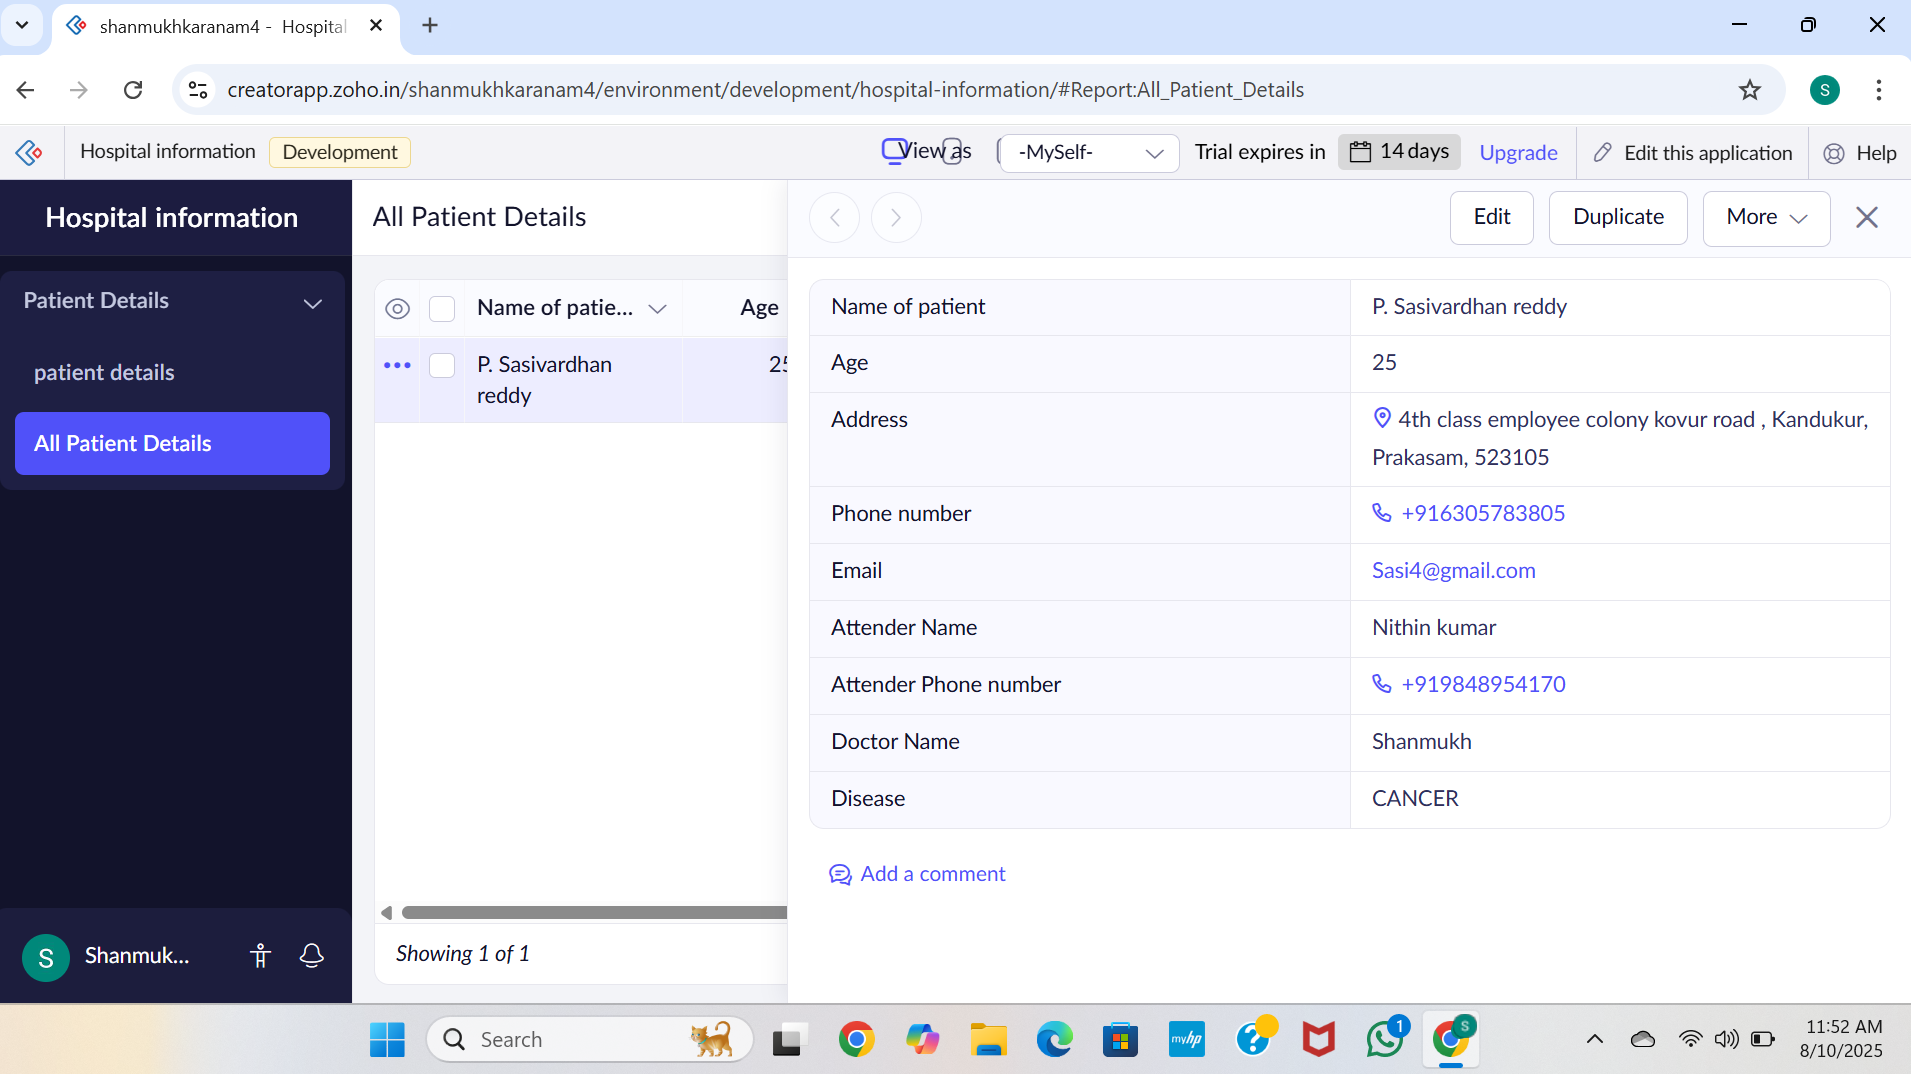 shanmukhkaranam4 - Hospital
creatorapp.zoho.in/shanmukhkaranam4/environment/development/hospital-information/#Report:All_Patient_Details
S
Hospital information
Development
View as
-MySelf-
Trial expires in
14 days
Upgrade
Edit this application
Help
Hospital information
Patient Details
patient details
All Patient Details
Shanmuk...
S
All Patient Details
Name of patie...
Age
P. Sasivardhan
reddy
25
Showing 1 of 1
Edit
Duplicate
More
Name of patient
P. Sasivardhan reddy
Age
25
Address
4th class employee colony kovur road , Kandukur,
Prakasam, 523105
Phone number
+916305783805
Email
Sasi4@gmail.com
Attender Name
Nithin kumar
Attender Phone number
+919848954170
Doctor Name
Shanmukh
Disease
CANCER
Add a comment
Search
myhp
?
1
S
11:52 AM
8/10/2025